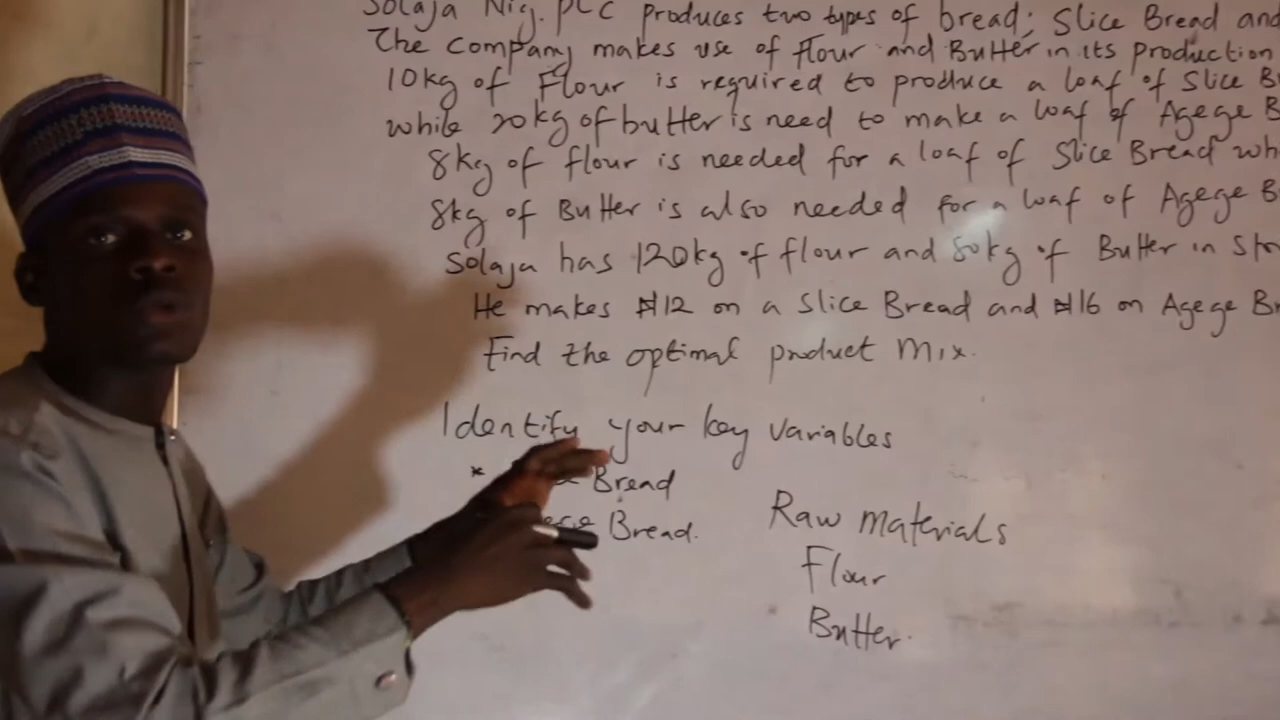 Solaja Nig. PLC produces two types of bread; Slice Bread and
The company makes use of Flour and Butter in its production
10kg of Flour is required to produce a loaf of Slice B
while 20kg of butter is need to make a loaf of Agege B
8kg of flour is needed for a loaf of Slice Bread wh
8kg of Butter is also needed for a loaf of Agege B
Solaja has 120kg of flour and 80kg of Butter in Sto
He makes ₦12 on a Slice Bread and ₦16 on Agege Br
Find the optimal product mix.
Identify your key variables
* Bread
Bread.
Raw materials
Flour
Butter.